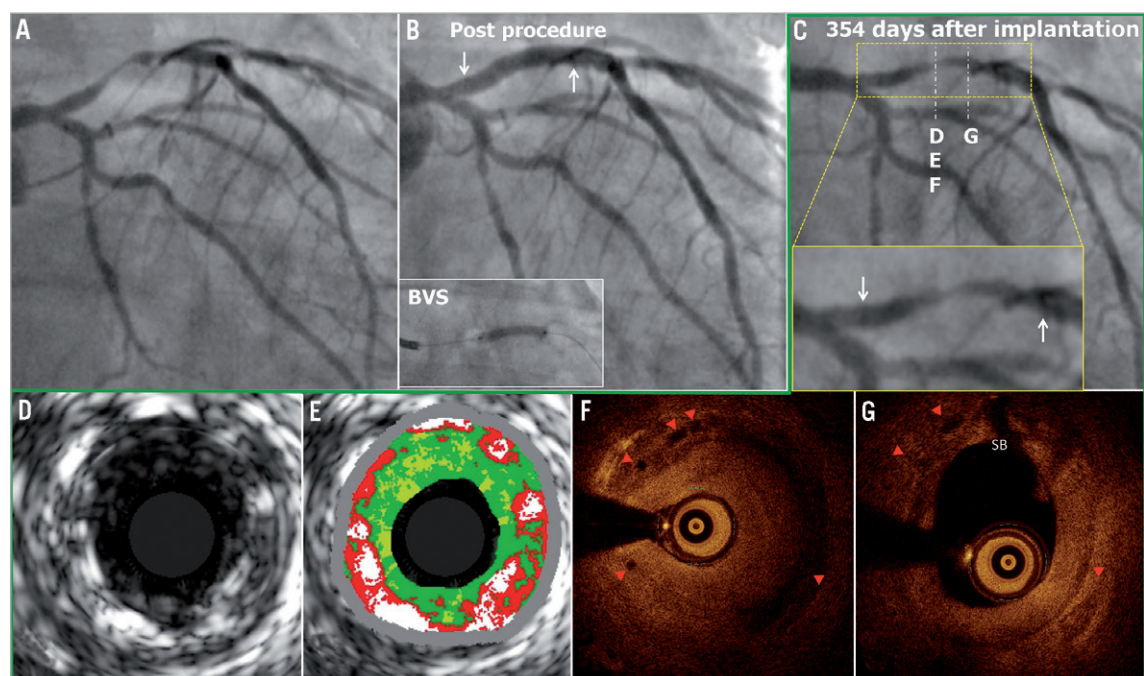 A
B
Post procedure
BVS
C
354 days after implantation
D
G
E
F
D
E
F
G
SB